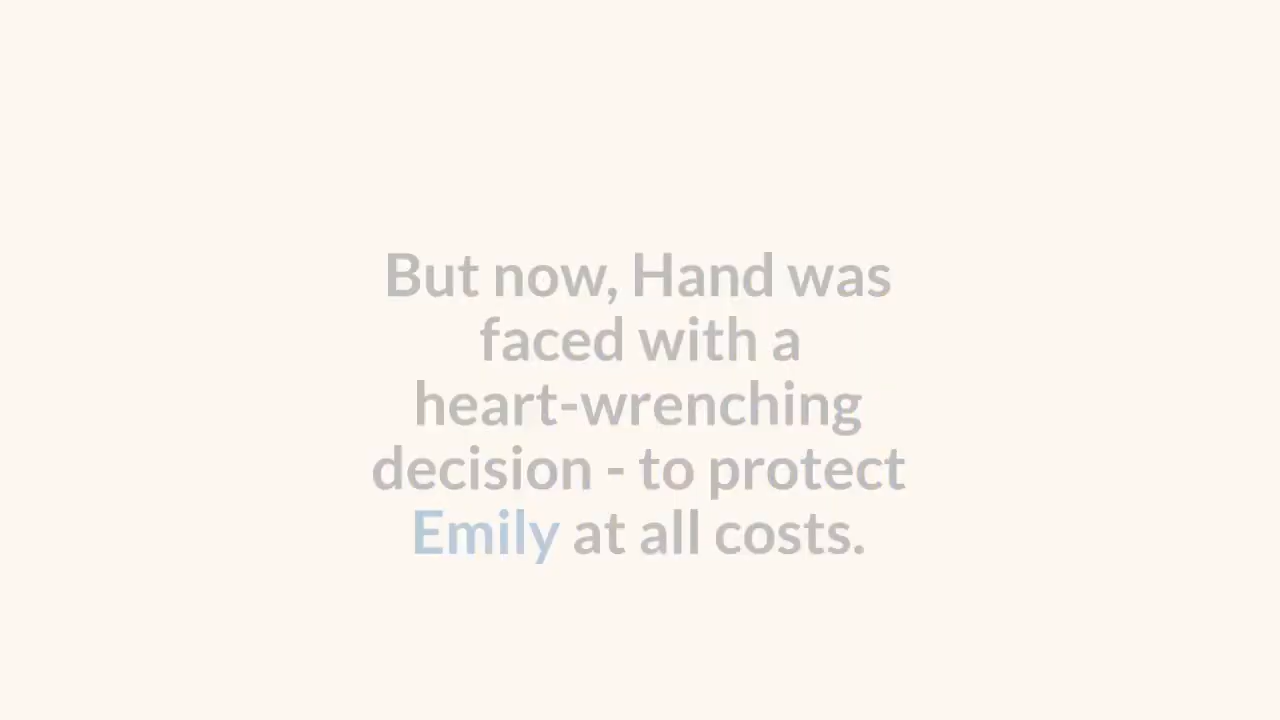 But now, Hand was
faced with a
heart-wrenching
decision - to protect
Emily at all costs.